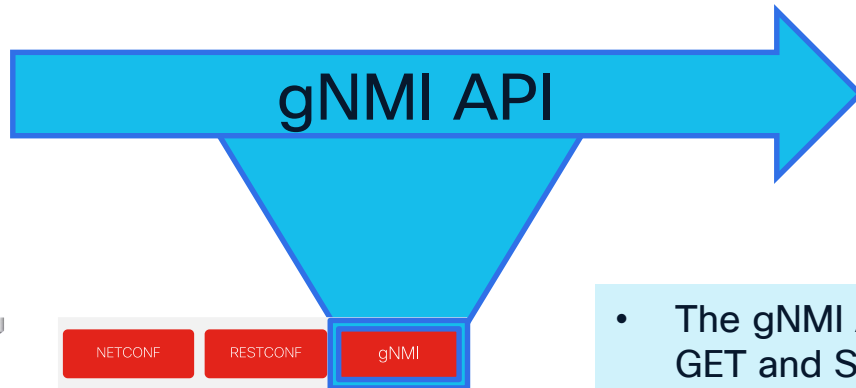 gNMI API
NETCONF
RESTCONF
gNMI
• The gNMI
GET and